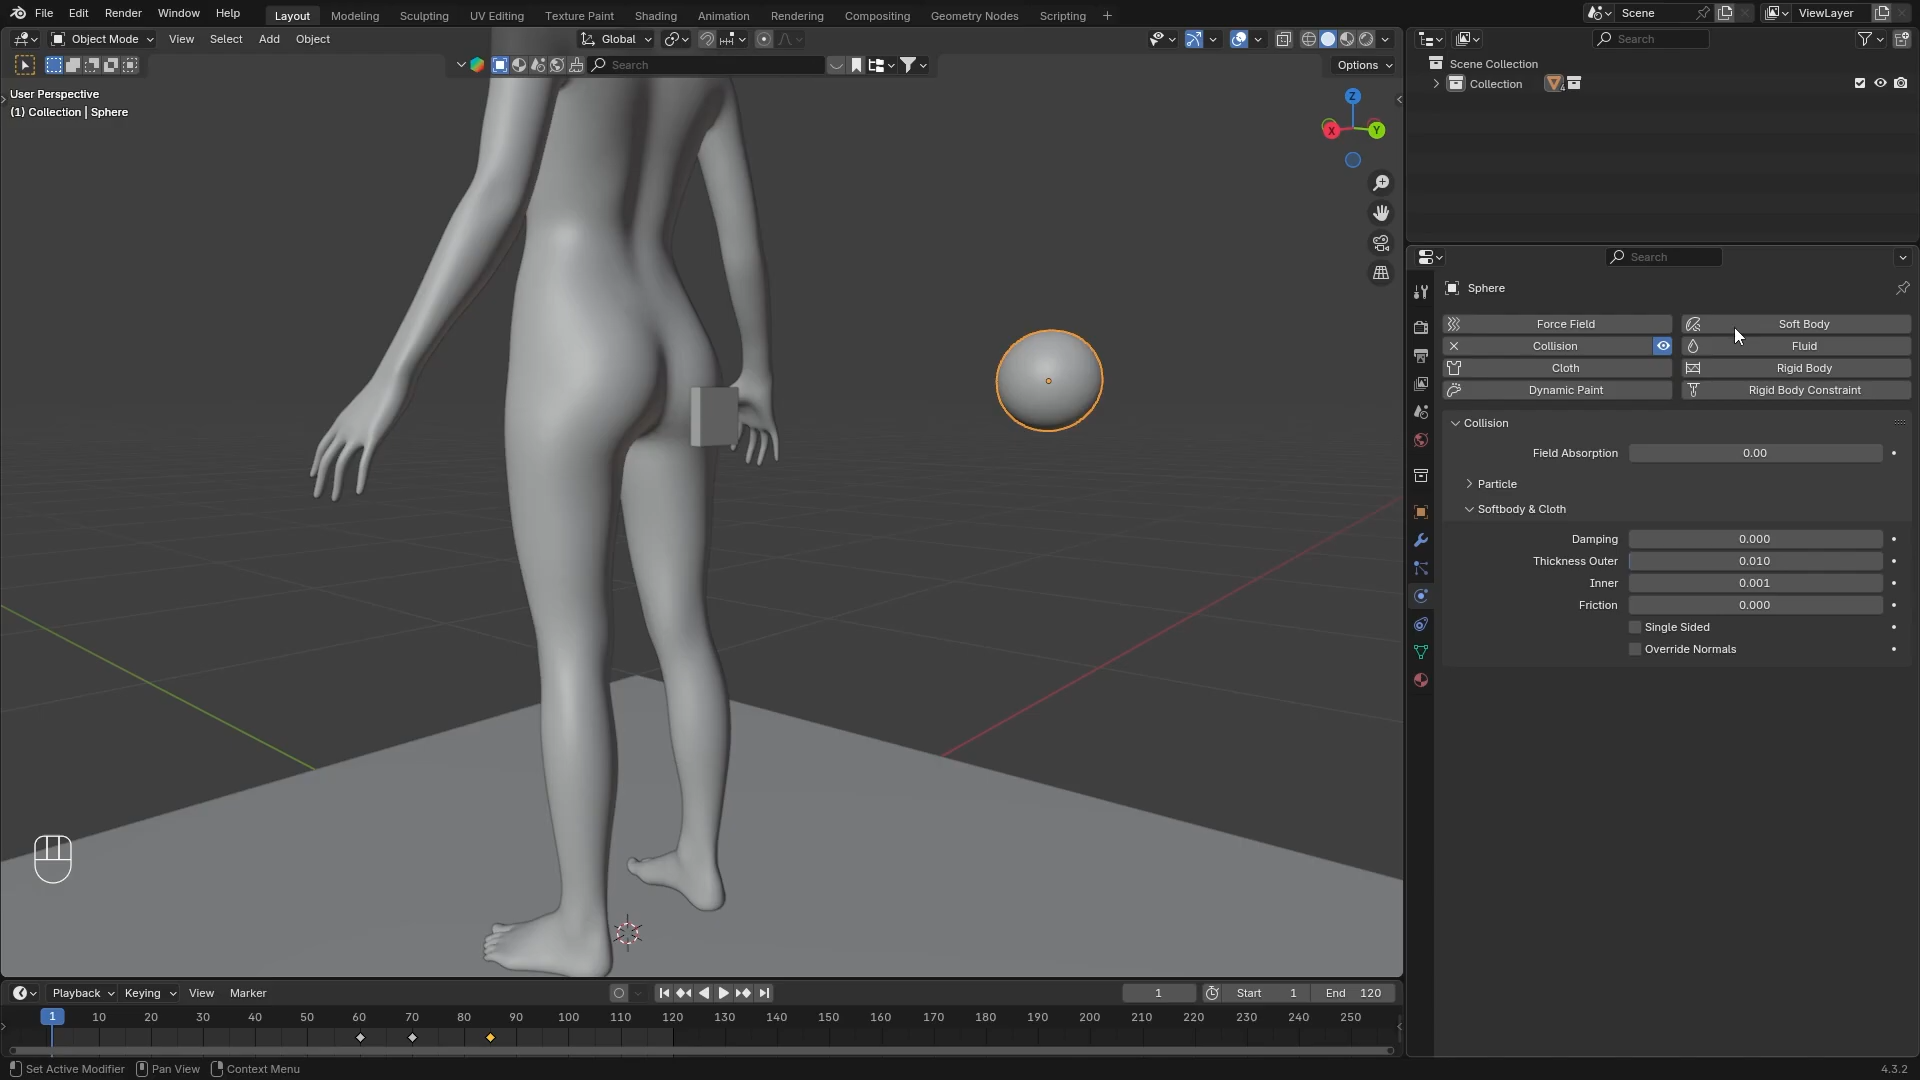 File Edit Render Window Help
Layout Modeling Sculpting UV Editing Texture Paint Shading Animation Rendering Compositing Geometry Nodes Scripting +
Scene
ViewLayer
Object Mode View Select Add Object
Global
Search
Options
User Perspective
(1) Collection | Sphere
Z
X
Y
Search
Scene Collection
Collection
4
Search
Sphere
Force Field
Soft Body
Collision
Fluid
Cloth
Rigid Body
Dynamic Paint
Rigid Body Constraint
Collision
Field Absorption 0.00
Particle
Softbody & Cloth
Damping 0.000
Thickness Outer 0.010
Inner 0.001
Friction 0.000
Single Sided
Override Normals
Playback Keying View Marker
1
Start 1
End 120
1 10 20 30 40 50 60 70 80 90 100 110 120 130 140 150 160 170 180 190 200 210 220 230 240 250
Set Active Modifier Pan View Context Menu
4.3.2